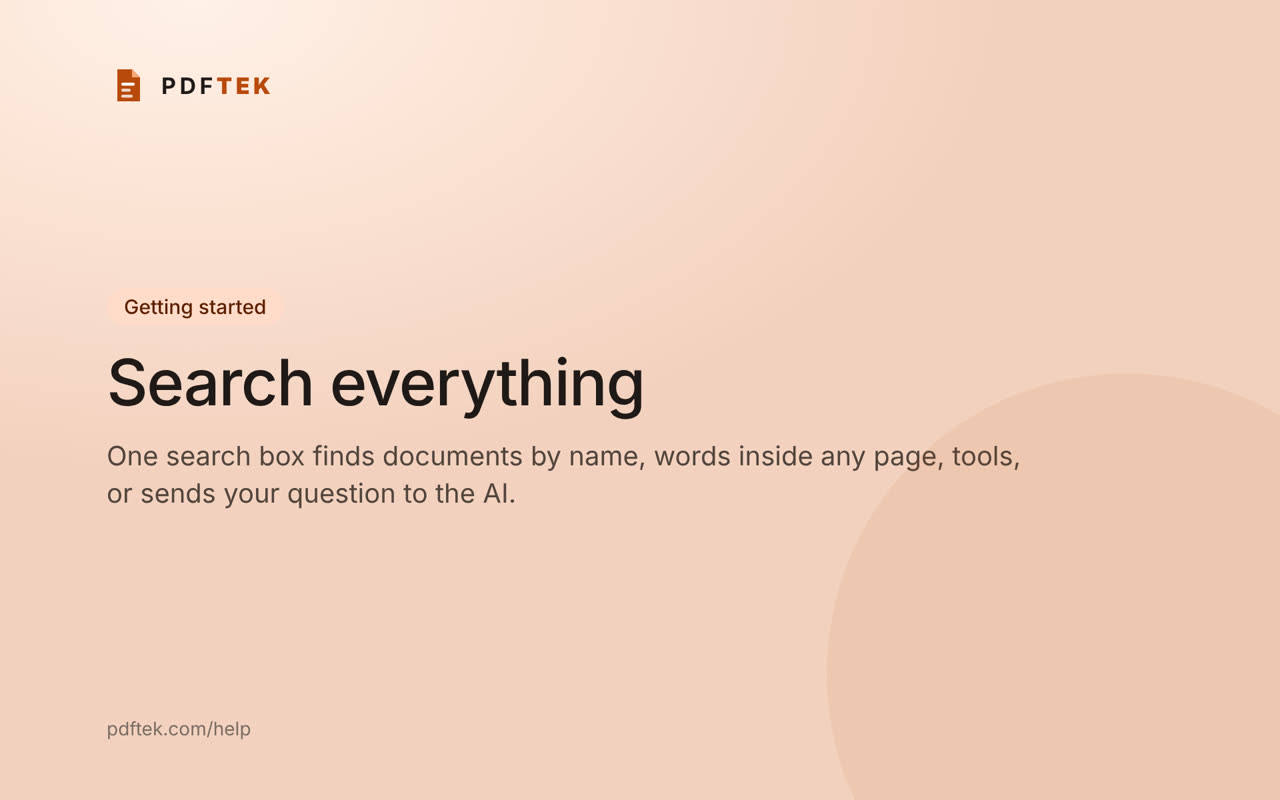 PDFTEK
Getting started
Search everything
One search box finds documents by name, words inside any page, tools,
or sends your question to the AI.
pdftek.com/help